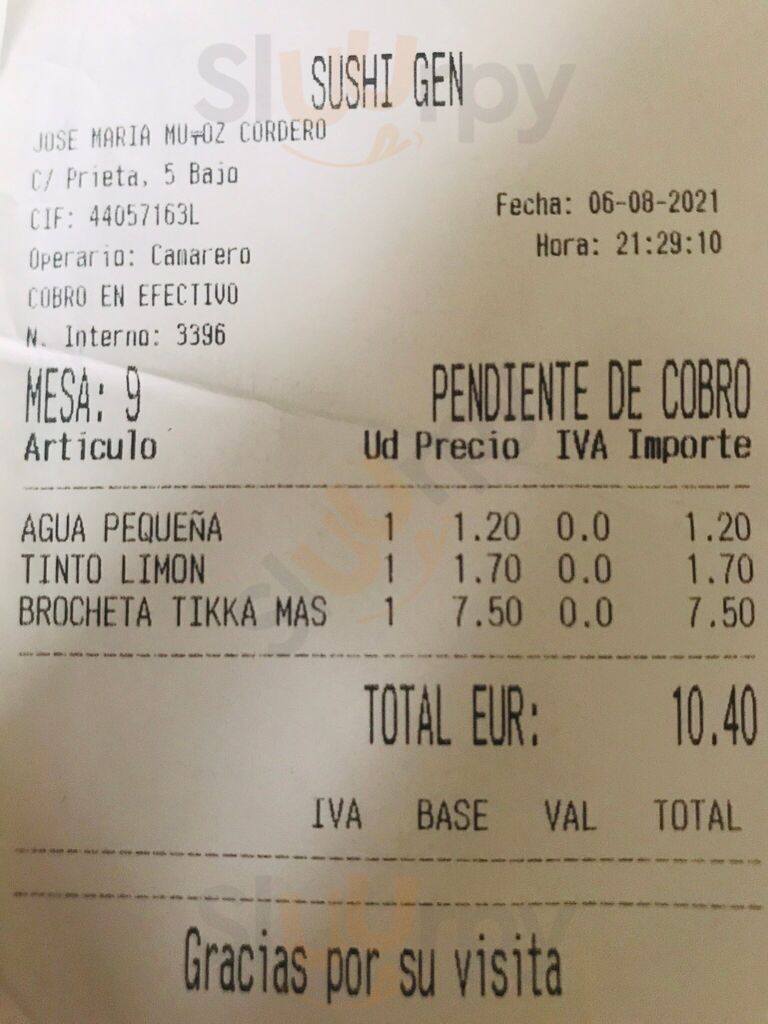 SUSHI GEN
JOSE MARIA MU╤OZ CORDERO
C/ Prieta, 5 Bajo
CIF: 44057163L
Fecha: 06-08-2021
Hora: 21:29:10
Operario: Camarero
COBRO EN EFECTIVO
N. Interno: 3396
MESA: 9 PENDIENTE DE COBRO
Articulo Ud Precio IVA Importe
AGUA PEQUEÑA 1 1.20 0.0 1.20
TINTO LIMON 1 1.70 0.0 1.70
BROCHETA TIKKA MAS 1 7.50 0.0 7.50
TOTAL EUR: 10.40
IVA BASE VAL TOTAL
Gracias por su visita
Sluurpy
Sluurpy
Sluurpy